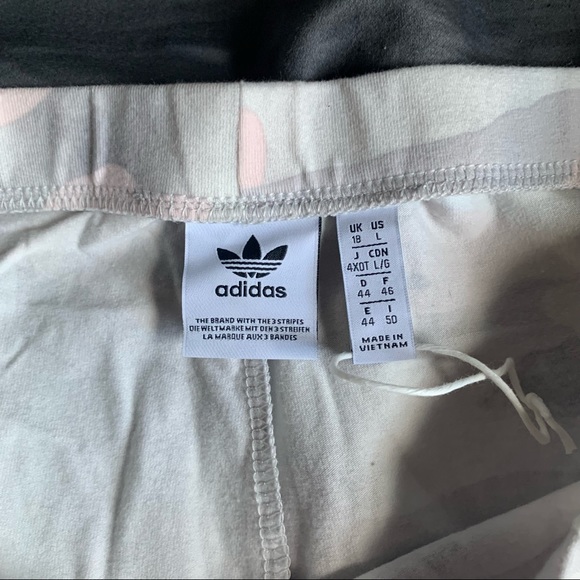 adidas
THE BRAND WITH THE 3 STRIPES
DIE WELTMARKE MIT DEN 3 STREIFEN
LA MARQUE AUX 3 BANDES
UK US
18 L
J CDN
4XOT L/G
D F
44 46
E I
44 50
MADE IN
VIETNAM